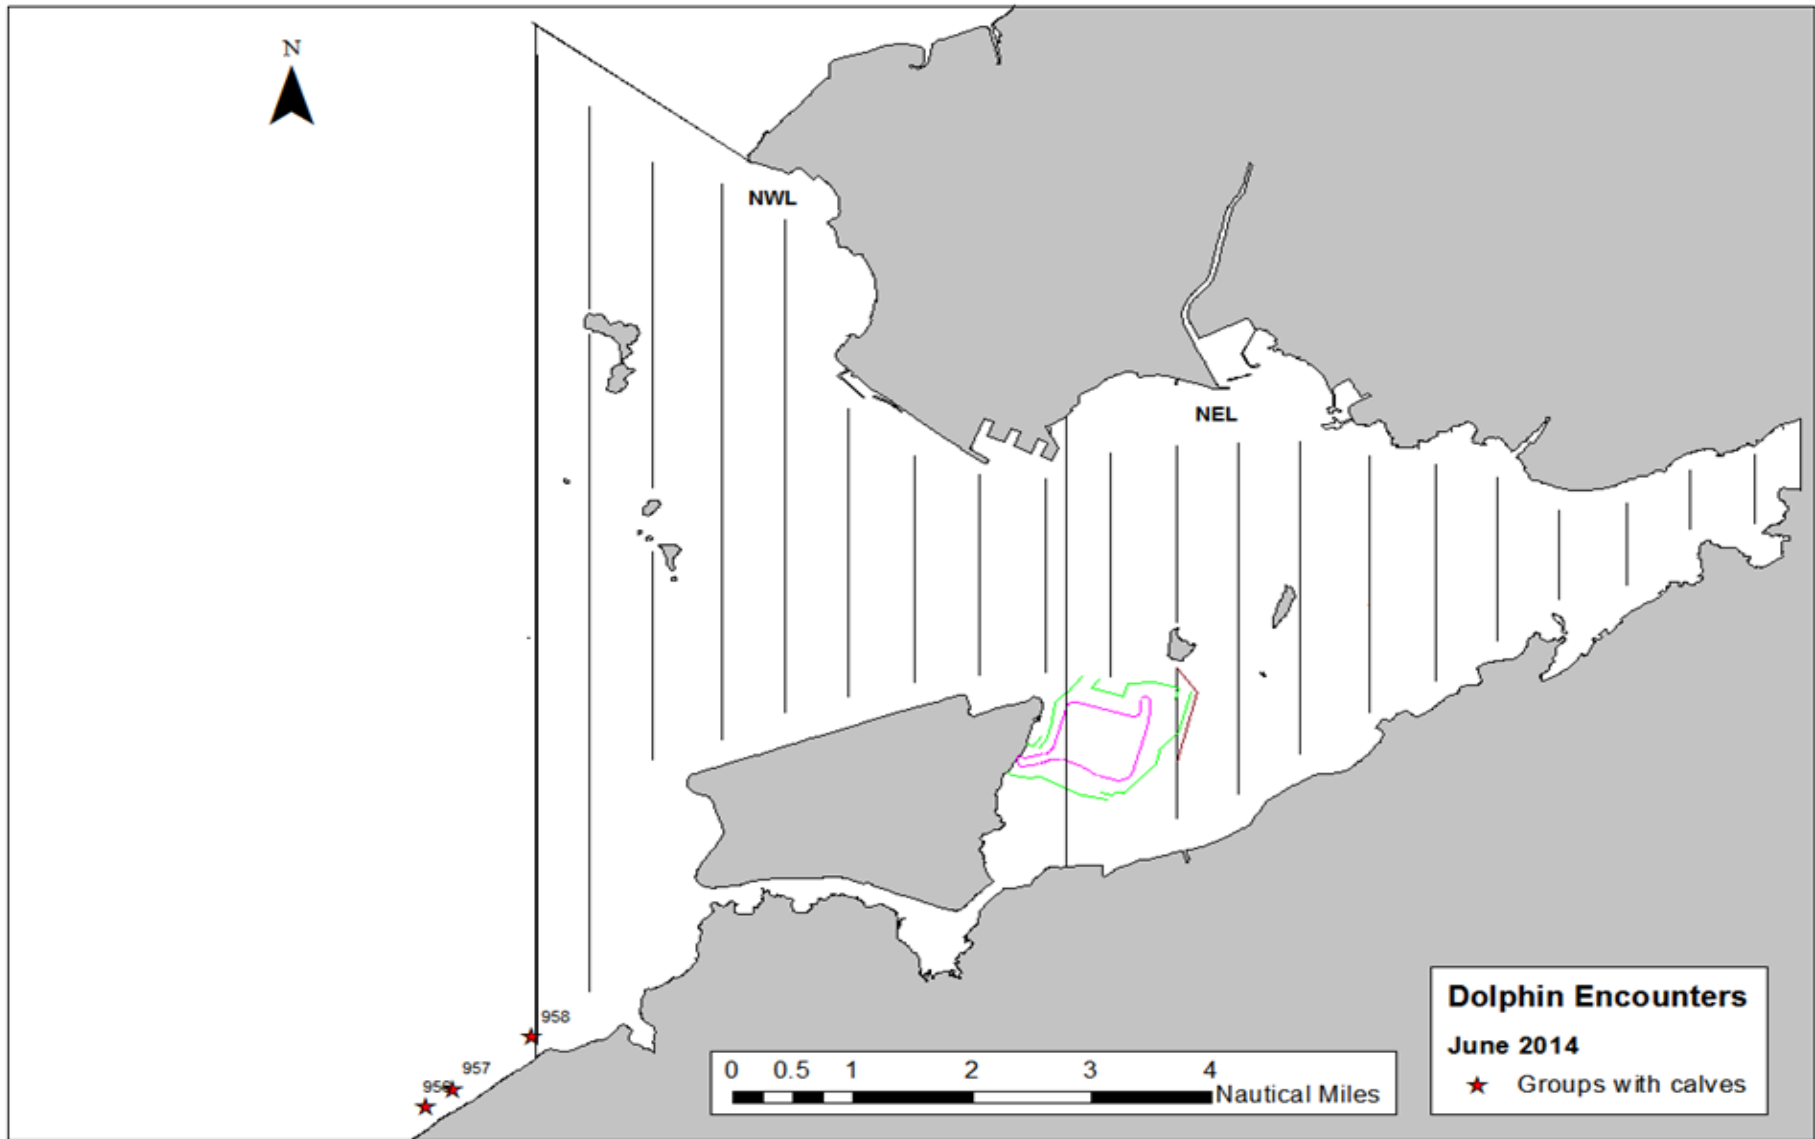 N
NWL
NEL
958
957
Dolphin Encounters
June 2014
Groups with calves
0 0.5 1 2 3 4
Nautical Miles